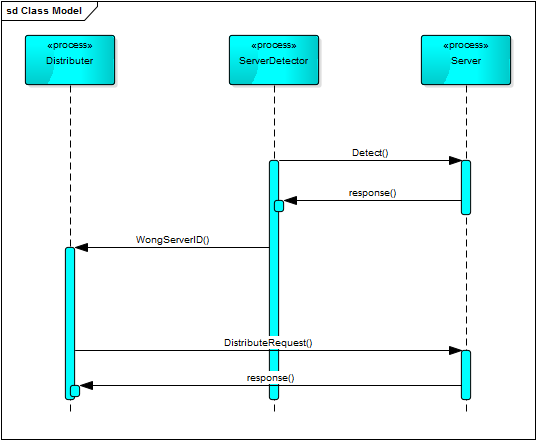 sd Class Model
«process»
Distributer
«process»
ServerDetector
«process»
Server
Detect()
response()
WongServerID()
DistributeRequest()
response()